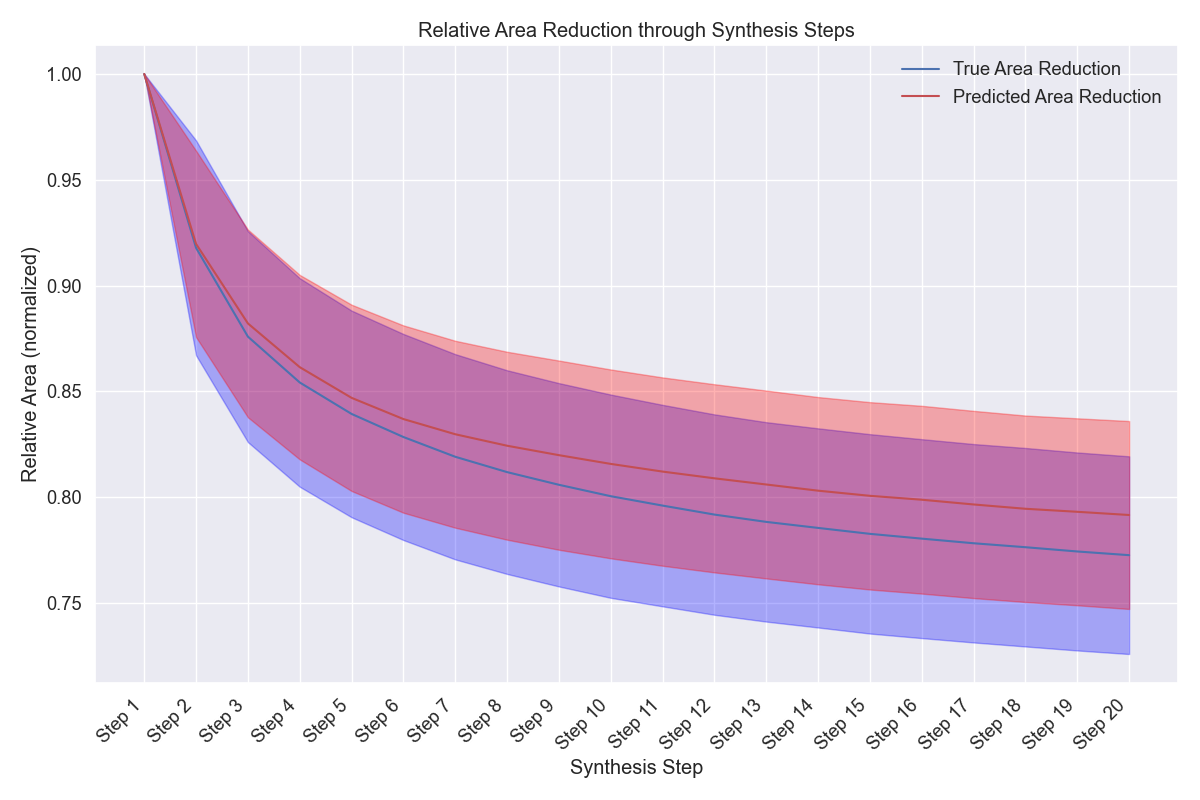 Relative Area Reduction through Synthesis Steps
True Area Reduction
Predicted Area Reduction
Relative Area (normalized)
1.00
0.95
0.90
0.85
0.80
0.75
Step 1
Step 2
Step 3
Step 4
Step 5
Step 6
Step 7
Step 8
Step 9
Step 10
Step 11
Step 12
Step 13
Step 14
Step 15
Step 16
Step 17
Step 18
Step 19
Step 20
Synthesis Step